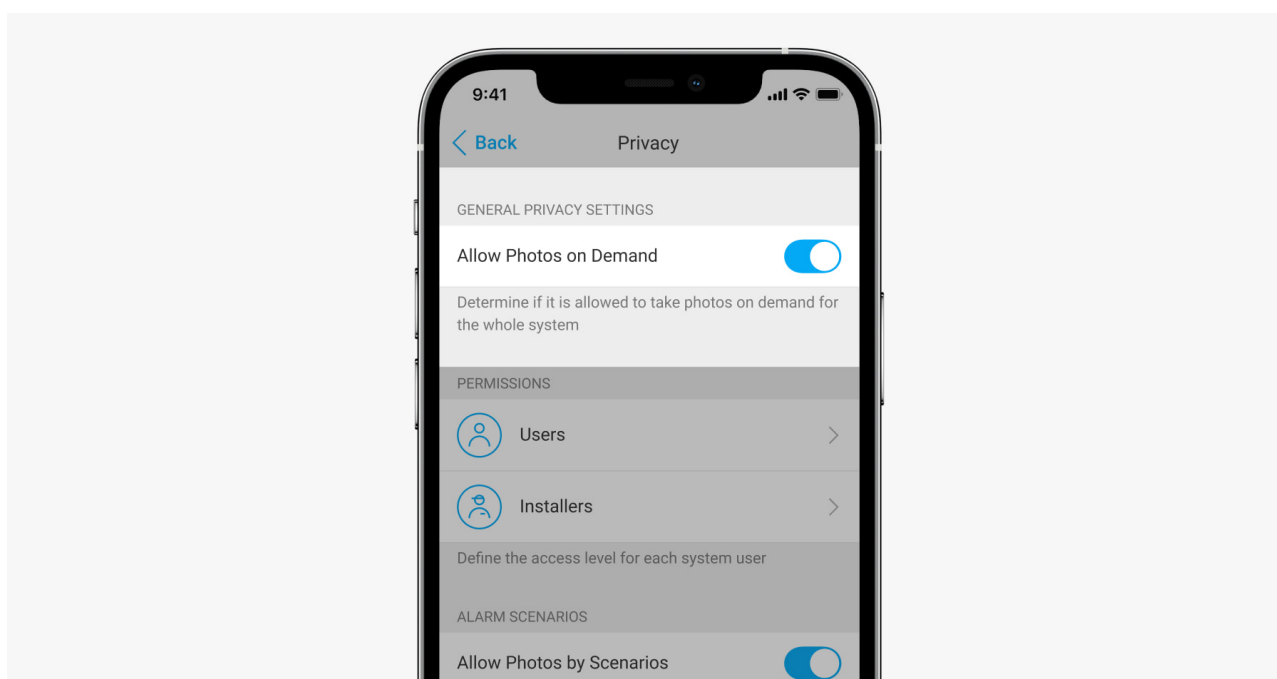 9:41
Back
Privacy
GENERAL PRIVACY SETTINGS
Allow Photos on Demand
Determine if it is allowed to take photos on demand for
the whole system
PERMISSIONS
Users
Installers
Define the access level for each system user
ALARM SCENARIOS
Allow Photos by Scenarios